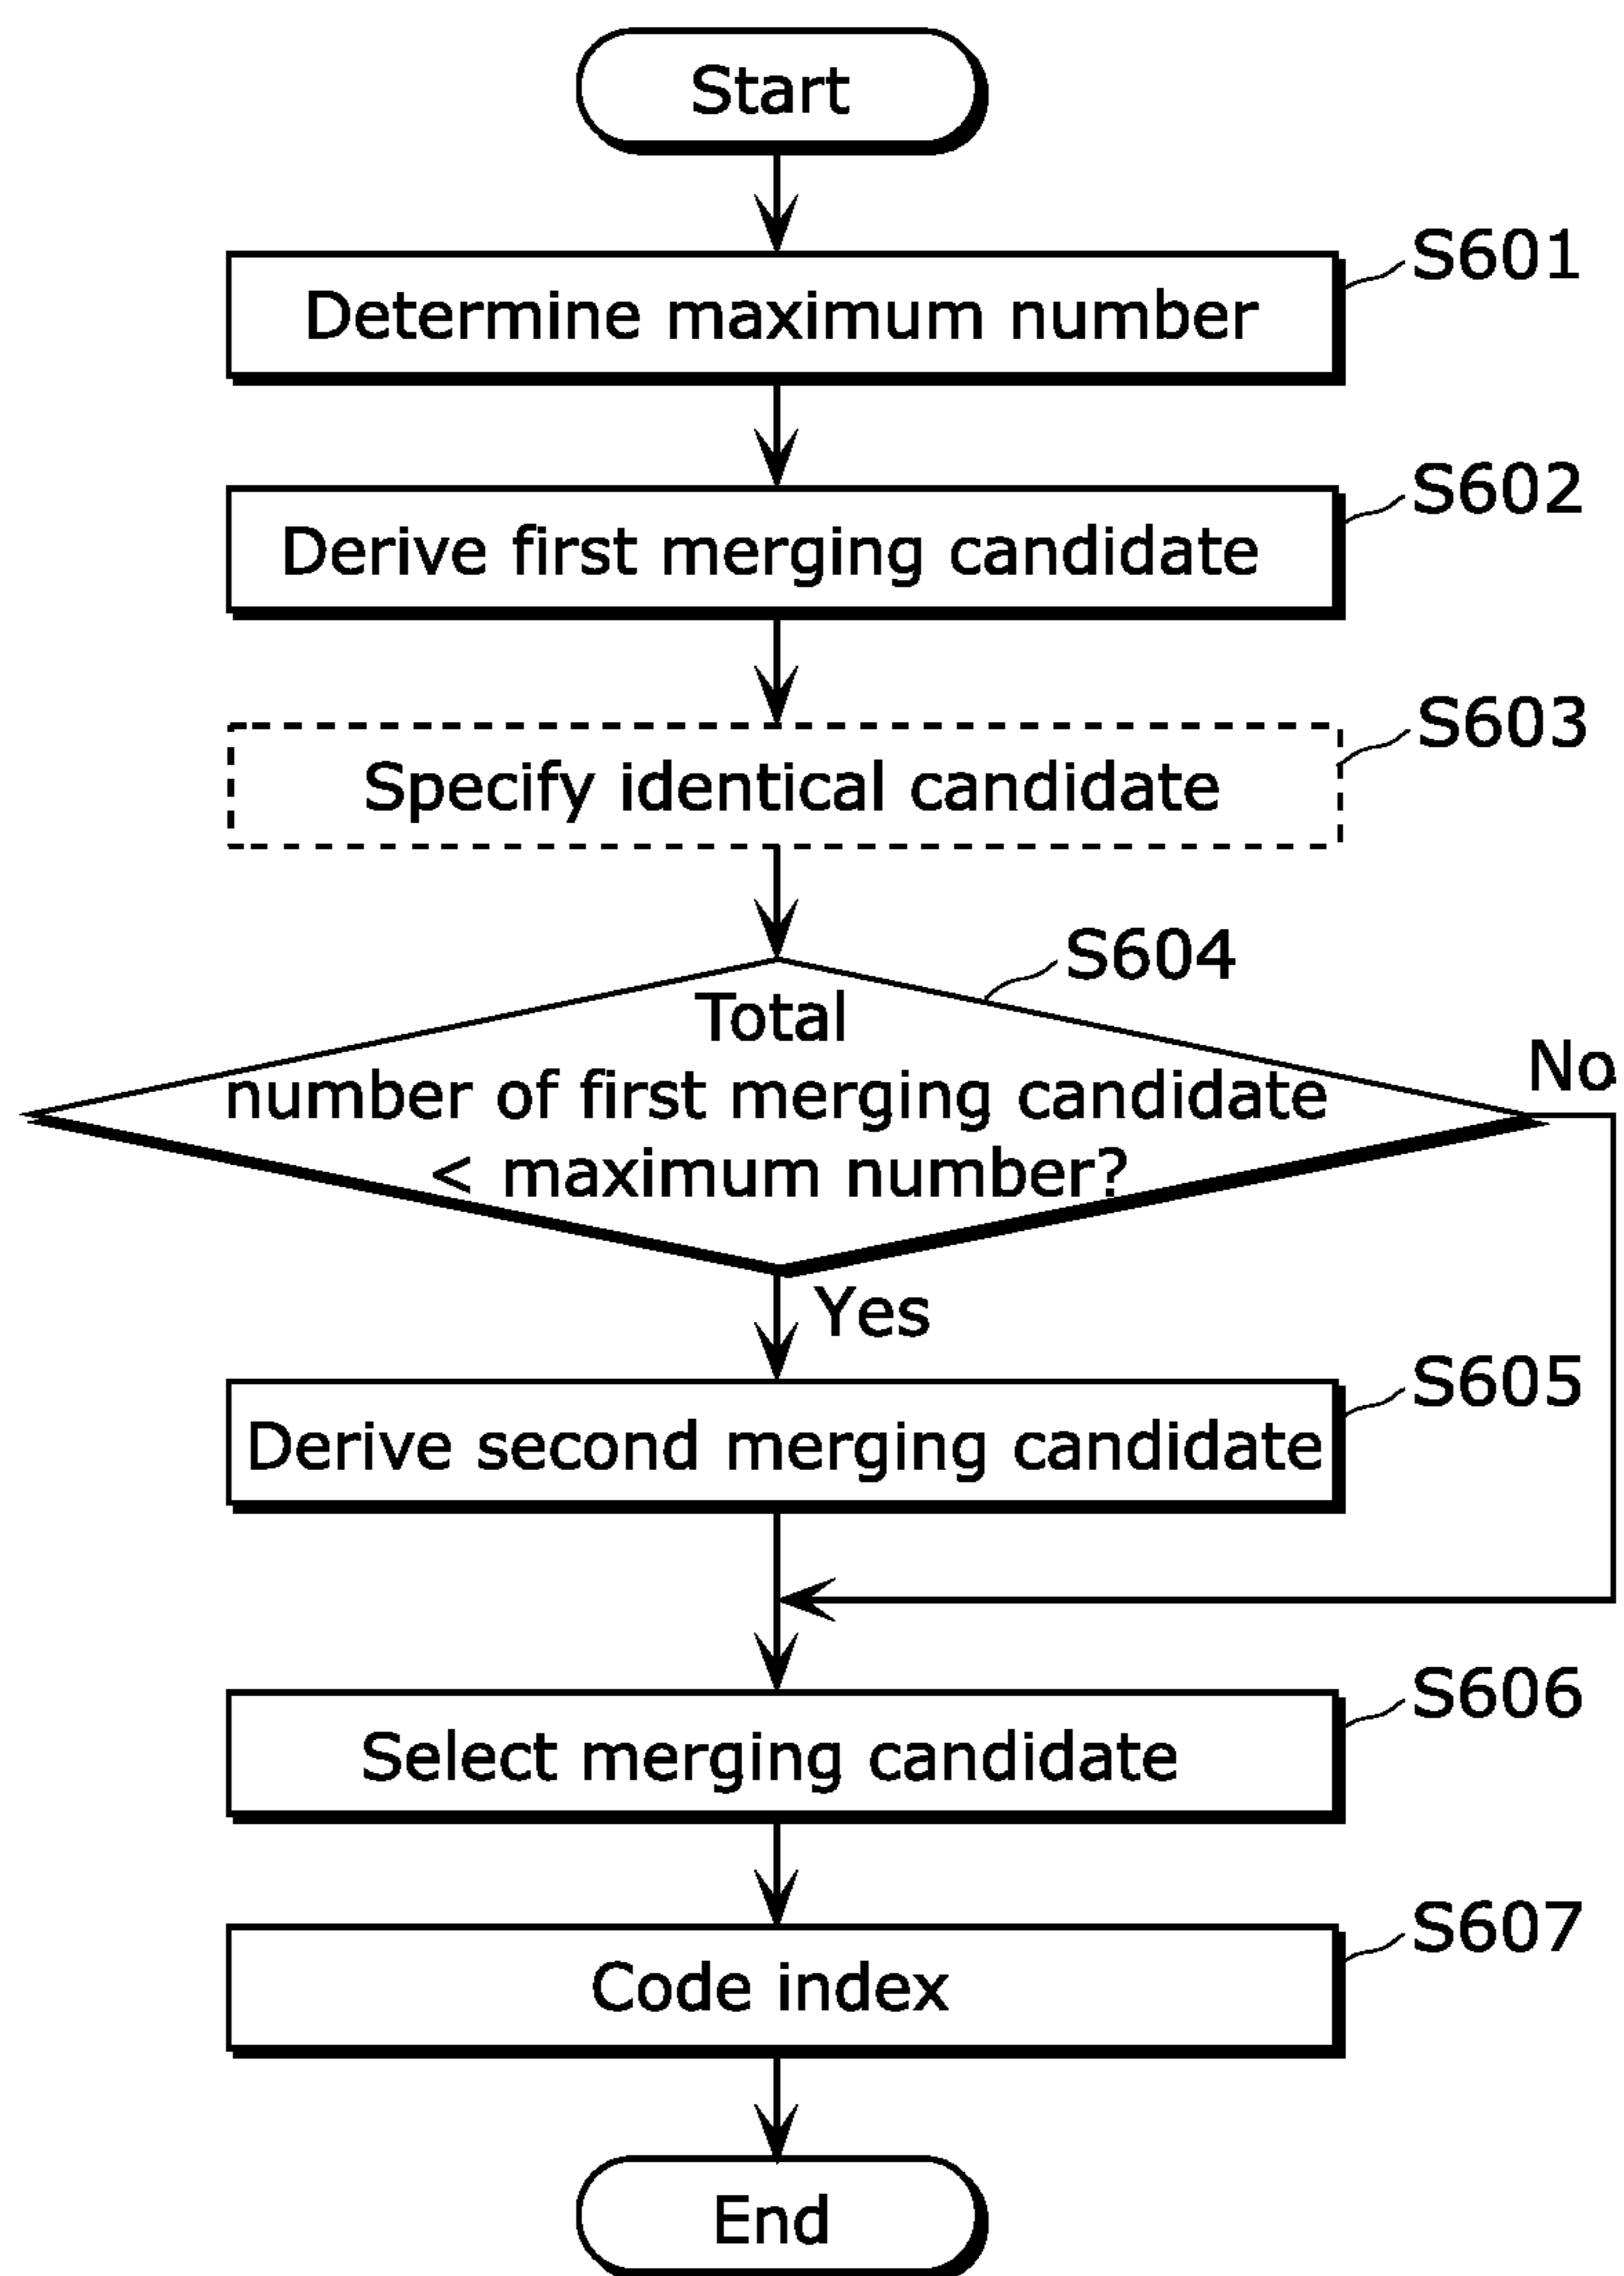 Start
S601
Determine maximum number
S602
Derive first merging candidate
S603
Specify identical candidate
S604
Total
number of first merging candidate
< maximum number?
No
Yes
S605
Derive second merging candidate
S606
Select merging candidate
S607
Code index
End